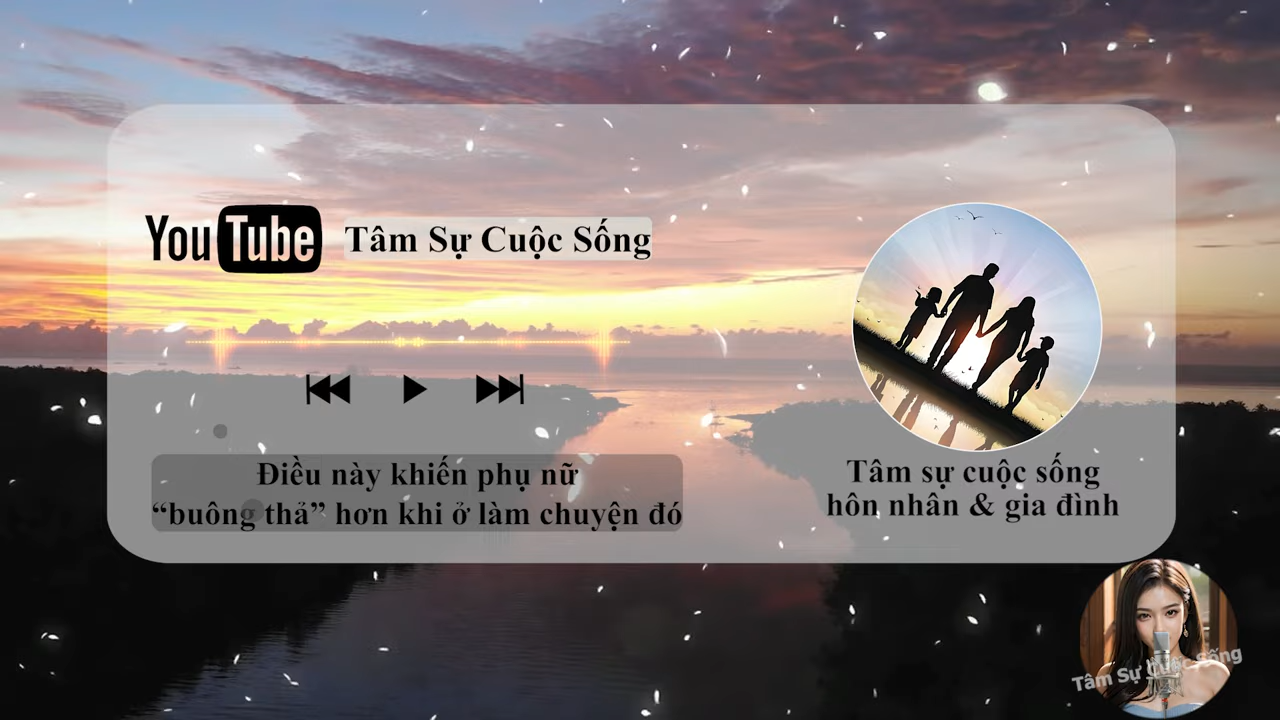 YouTube Tâm Sự Cuộc Sống
Điều này khiến phụ nữ
“buông thả” hơn khi ở làm chuyện đó
Tâm sự cuộc sống
hôn nhân & gia đình
Tâm Sự Cuộc Sống